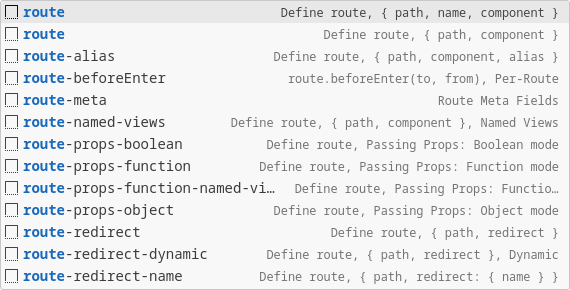 route Define route, { path, name, component }
route Define route, { path, component }
route-alias Define route, { path, component, alias }
route-beforeEnter route.beforeEnter(to, from), Per-Route
route-meta Route Meta Fields
route-named-views Define route, { path, component }, Named Views
route-props-boolean Define route, Passing Props: Boolean mode
route-props-function Define route, Passing Props: Function mode
route-props-function-named-vi… Define route, Passing Props: Functio…
route-props-object Define route, Passing Props: Object mode
route-redirect Define route, { path, redirect }
route-redirect-dynamic Define route, { path, redirect }, Dynamic
route-redirect-name Define route, { path, redirect: { name } }